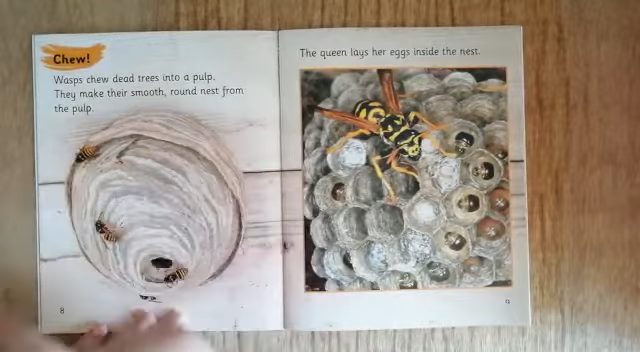 Chew!
Wasps chew dead trees into a pulp.
They make their smooth, round nest from
the pulp.
8
The queen lays her eggs inside the nest.